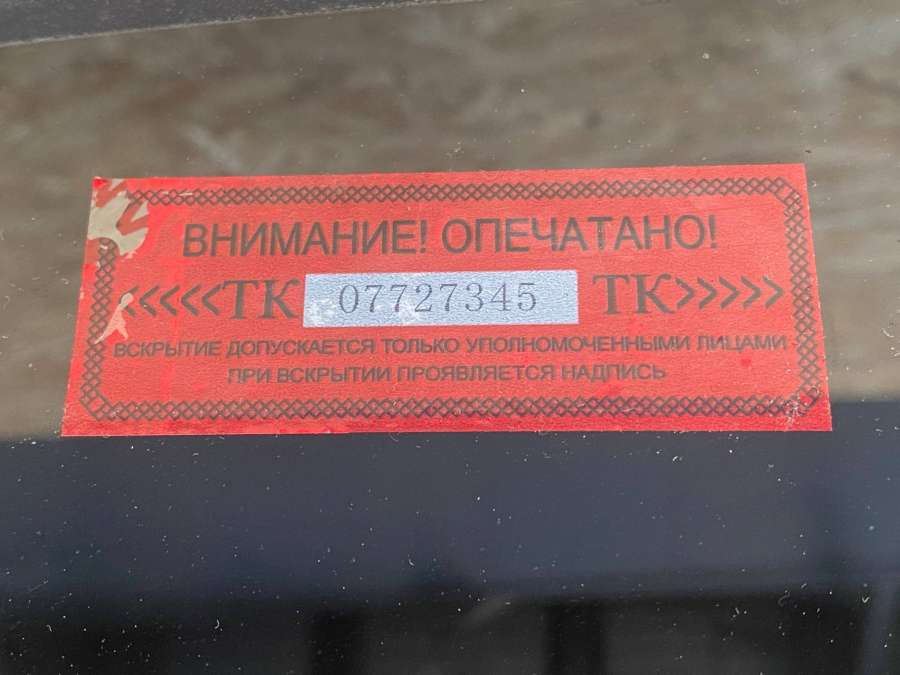 ВНИМАНИЕ! ОПЕЧАТАНО!
<<<<<ТК 07727345 ТК>>>>>
ВСКРЫТИЕ ДОПУСКАЕТСЯ ТОЛЬКО УПОЛНОМОЧЕННЫМИ ЛИЦАМИ
ПРИ ВСКРЫТИИ ПРОЯВЛЯЕТСЯ НАДПИСЬ